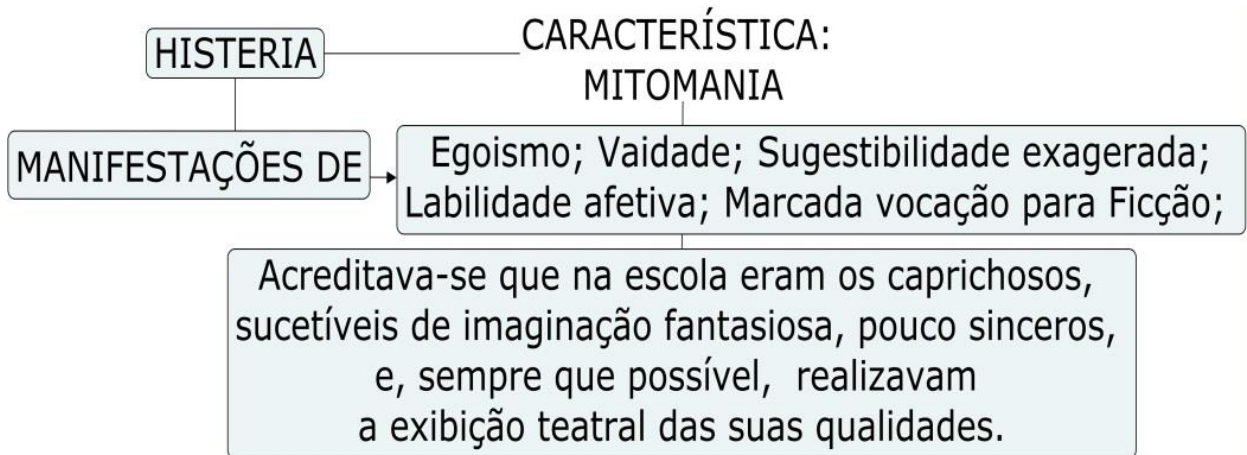 HISTERIA
CARACTERÍSTICA:
MITOMANIA
MANIFESTAÇÕES DE
Egoismo; Vaidade; Sugestibilidade exagerada;
Labilidade afetiva; Marcada vocação para Ficção;
Acreditava-se que na escola eram os caprichosos,
sucetíveis de imaginação fantasiosa, pouco sinceros,
e, sempre que possível, realizavam
a exibição teatral das suas qualidades.